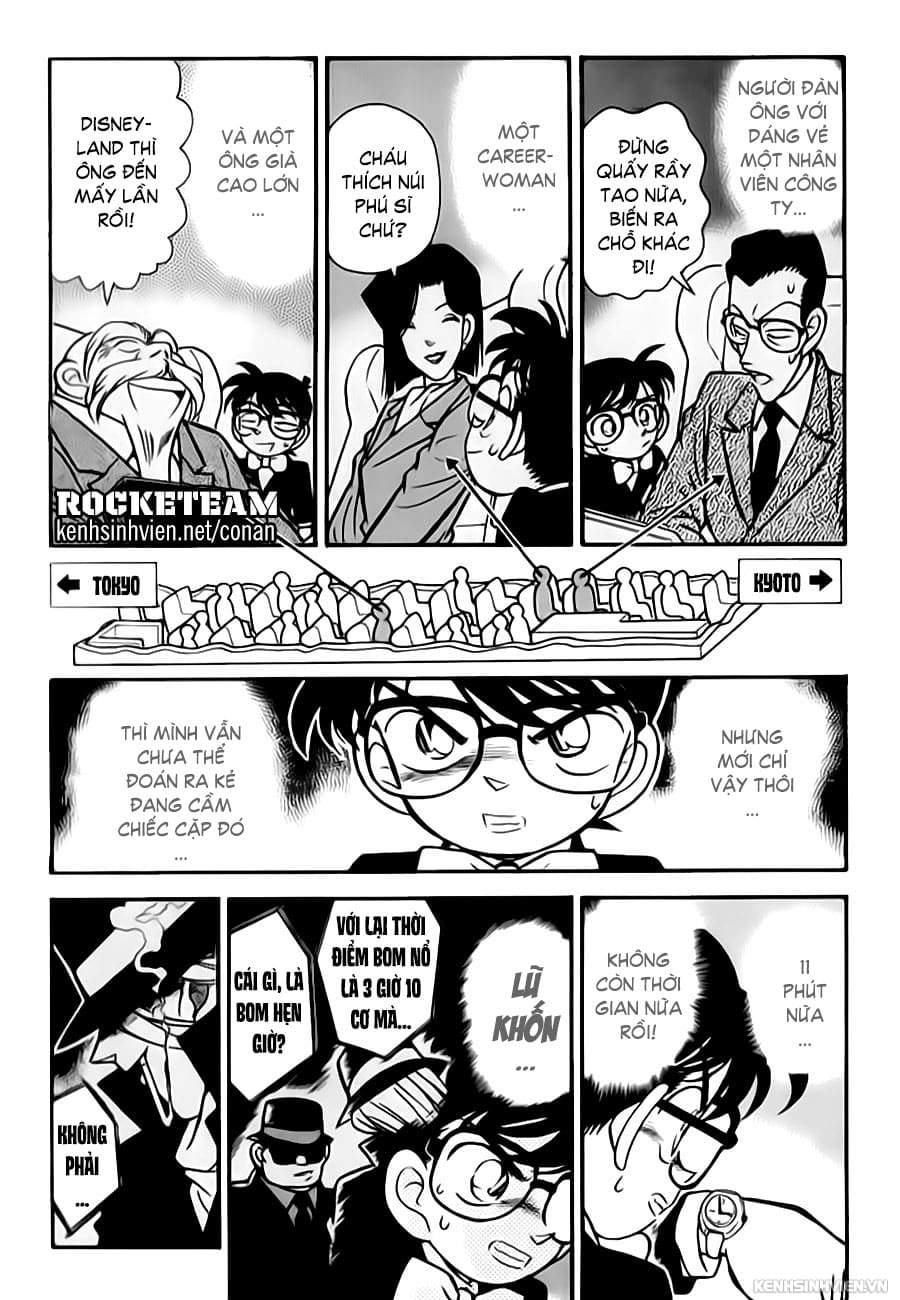 NGƯỜI ĐÀN
ÔNG VỚI
DÁNG VẺ
MỘT NHÂN
VIÊN CÔNG
TY...
ĐỪNG
QUẤY RẦY
TAO NỮA,
BIẾN RA
CHỖ KHÁC
ĐI!
MỘT
CAREER-
WOMAN
...
CHÁU
THÍCH NÚI
PHÚ SĨ
CHỨ?
VÀ MỘT
ÔNG GIÀ
CAO LỚN
...
DISNEY-
LAND THÌ
ÔNG ĐẾN
MẤY LẦN
RỒI!
ROCKETEAM
kenhsinhvien.net/conan
TOKYO
KYOTO
NHƯNG
MỚI CHỈ
VẬY THÔI
...
THÌ MÌNH VẪN
CHƯA THỂ
ĐOÁN RA KẺ
ĐANG CẦM
CHIẾC CẶP ĐÓ
...
11
PHÚT
NỮA
...
KHÔNG
CÒN THỜI
GIAN NỮA
RỒI!
LŨ
KHỐN
...
VỚI LẠI THỜI
ĐIỂM BOM NỔ
LÀ 3 GIỜ 10
CƠ MÀ...
CÁI GÌ, LÀ
BOM HẸN
GIỜ?
KHÔNG
PHẢI
...
KENHSINHVIEN.VN